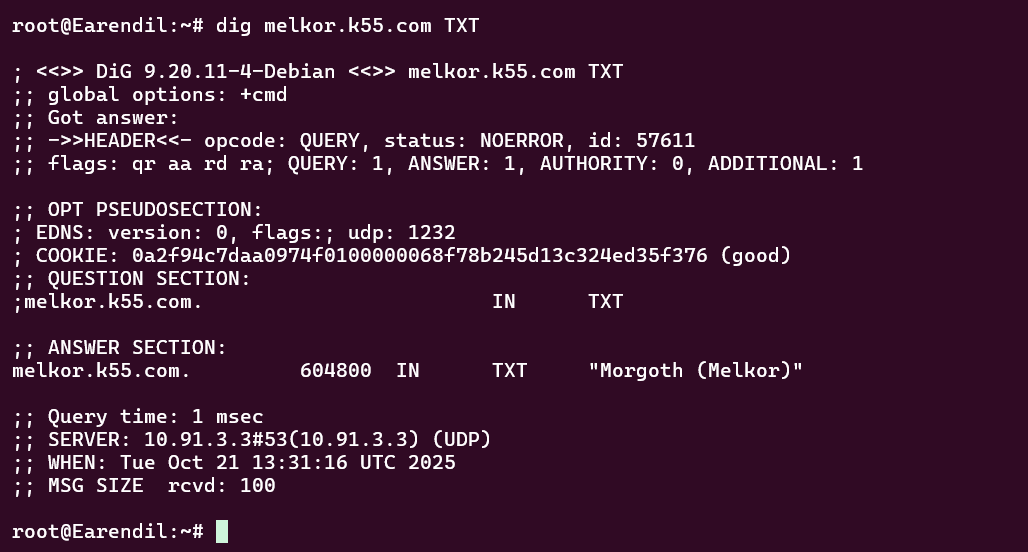 root@Earendil:~# dig melkor.k55.com TXT

; <<>> DiG 9.20.11-4-Debian <<>> melkor.k55.com TXT
;; global options: +cmd
;; Got answer:
;; ->>HEADER<<- opcode: QUERY, status: NOERROR, id: 57611
;; flags: qr aa rd ra; QUERY: 1, ANSWER: 1, AUTHORITY: 0, ADDITIONAL: 1

;; OPT PSEUDOSECTION:
; EDNS: version: 0, flags:; udp: 1232
; COOKIE: 0a2f94c7daa0974f0100000068f78b245d13c324ed35f376 (good)
;; QUESTION SECTION:
;melkor.k55.com.                        IN      TXT

;; ANSWER SECTION:
melkor.k55.com.         604800  IN      TXT     "Morgoth (Melkor)"

;; Query time: 1 msec
;; SERVER: 10.91.3.3#53(10.91.3.3) (UDP)
;; WHEN: Tue Oct 21 13:31:16 UTC 2025
;; MSG SIZE  rcvd: 100

root@Earendil:~#